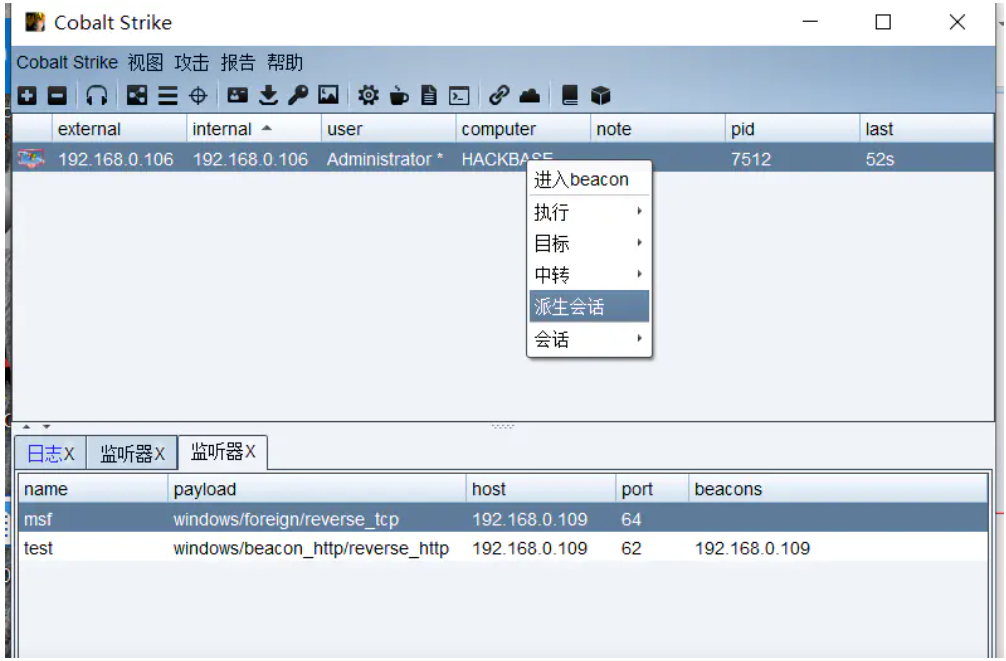 Cobalt Strike
Cobalt Strike 视图 攻击 报告 帮助
external internal user computer note pid last
192.168.0.106 192.168.0.106 Administrator * HACKBASE 7512 52s
进入beacon
执行
目标
中转
派生会话
会话
日志X 监听器X 监听器X
name payload host port beacons
msf windows/foreign/reverse_tcp 192.168.0.109 64
test windows/beacon_http/reverse_http 192.168.0.109 62 192.168.0.109